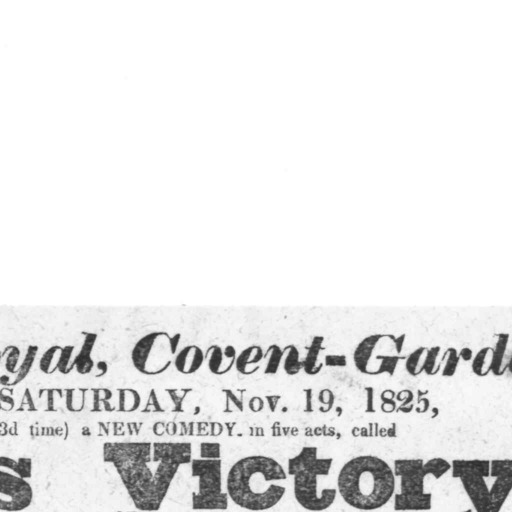 yal, Covent-Gard
SATURDAY, Nov. 19, 1825,
3d time) a NEW COMEDY. in five acts, called
s Victory